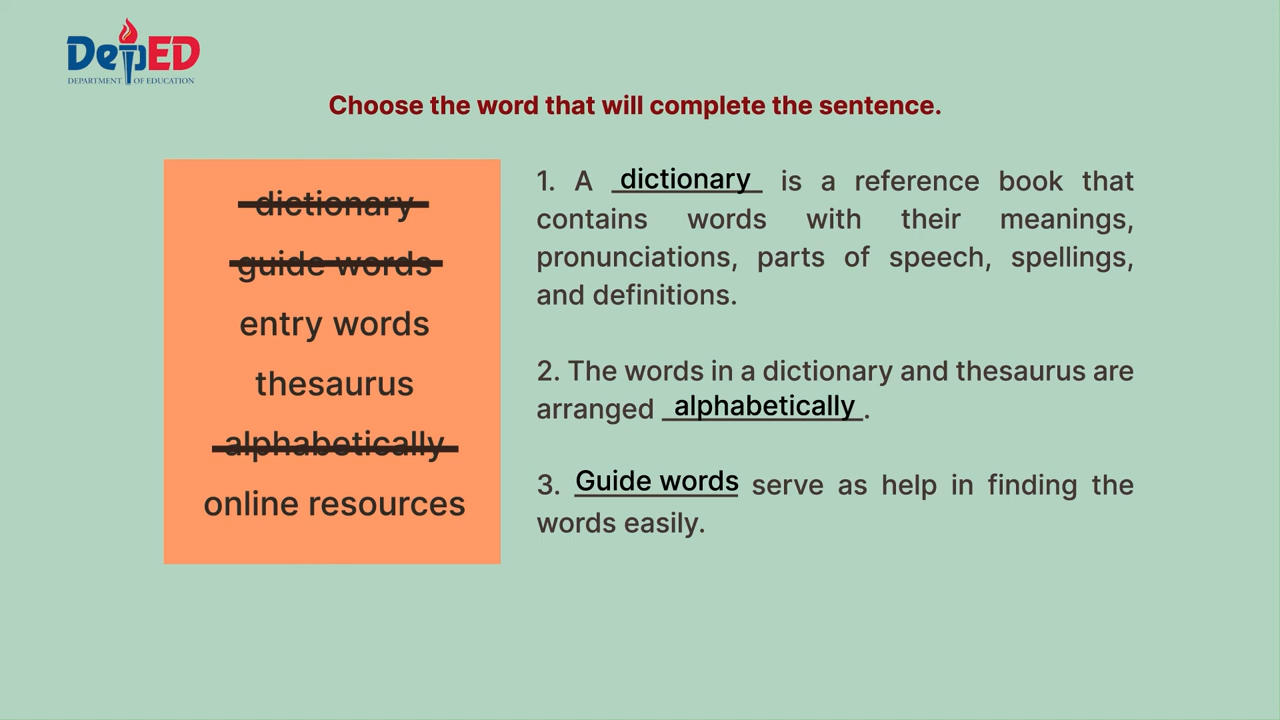 DepED
DEPARTMENT OF EDUCATION
Choose the word that will complete the sentence.
dictionary
guide words
entry words
thesaurus
alphabetically
online resources
1. A dictionary is a reference book that
contains words with their meanings,
pronunciations, parts of speech, spellings,
and definitions.
2. The words in a dictionary and thesaurus are
arranged alphabetically.
3. Guide words serve as help in finding the
words easily.